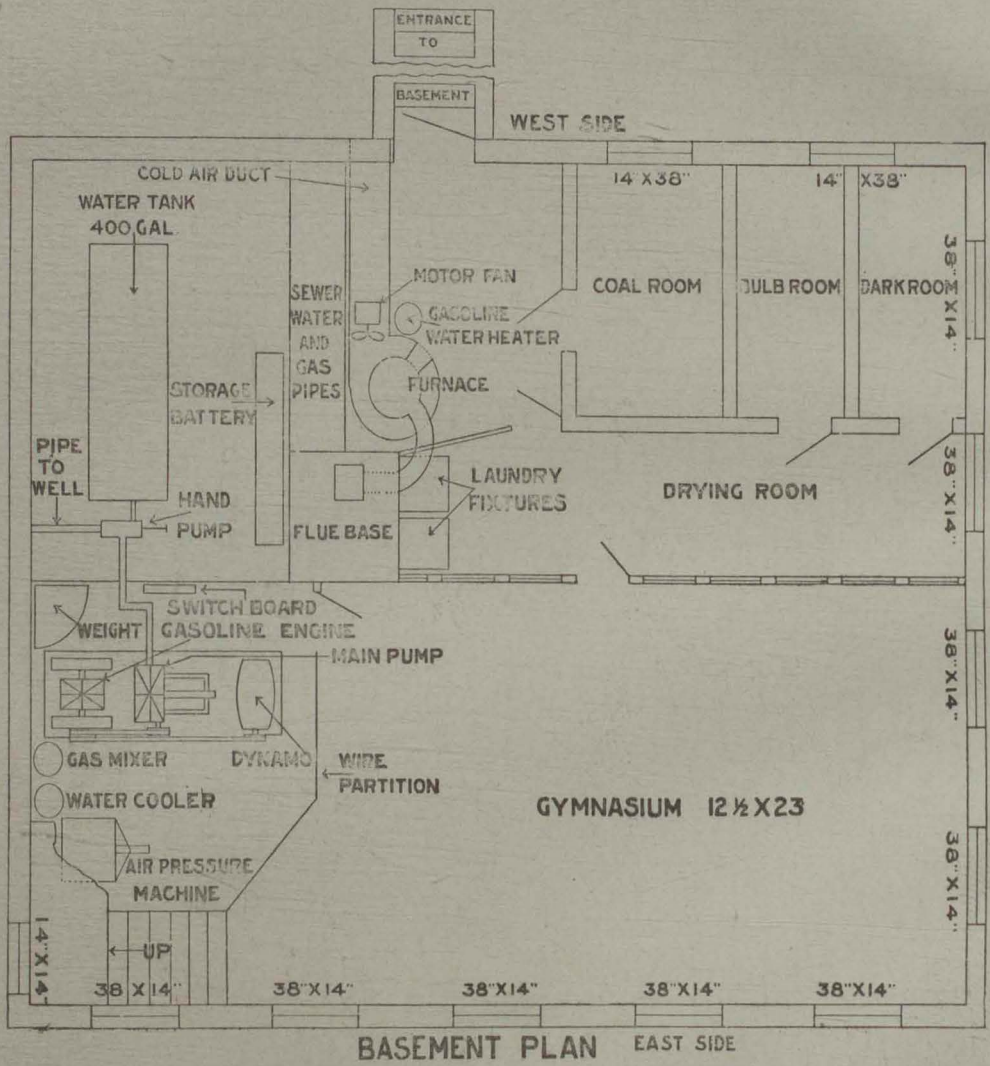 ENTRANCE
TO
BASEMENT
WEST SIDE
COLD AIR DUCT
14"X38"
14" X38"
WATER TANK
400 GAL.
MOTOR FAN
COAL ROOM
BULB ROOM
DARK ROOM
38"X14"
SEWER
WATER
AND
GAS
PIPES
GASOLINE
WATER HEATER
FURNACE
STORAGE
BATTERY
PIPE
TO
WELL
HAND
PUMP
LAUNDRY
FIXTURES
DRYING ROOM
38"X14"
FLUE BASE
SWITCH BOARD
WEIGHT
GASOLINE ENGINE
MAIN PUMP
38"X14"
GAS MIXER
DYNAMO
WIRE
PARTITION
WATER COOLER
GYMNASIUM 12½X23
AIR PRESSURE
MACHINE
38"X14"
14"X14"
UP
38 X 14"
38"X14"
38"X14"
38"X14"
38"X14"
BASEMENT PLAN
EAST SIDE